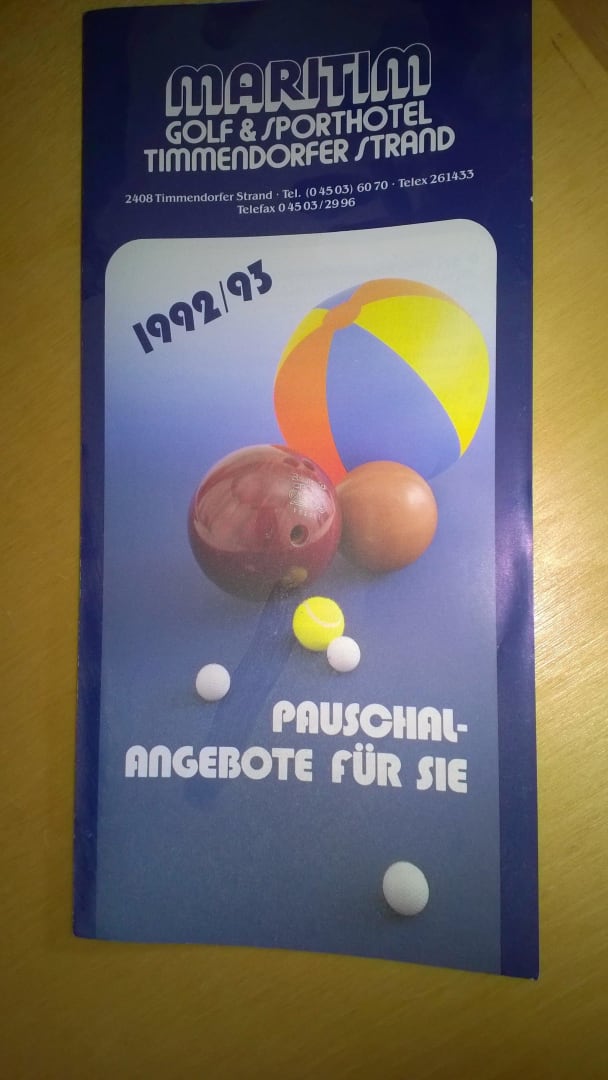 MARITIM
GOLF & SPORTHOTEL
TIMMENDORFER STRAND
2408 Timmendorfer Strand · Tel. (0 45 03) 60 70 · Telex 261433
Telefax 0 45 03/29 96
1992/93
PAUSCHAL-
ANGEBOTE FÜR SIE